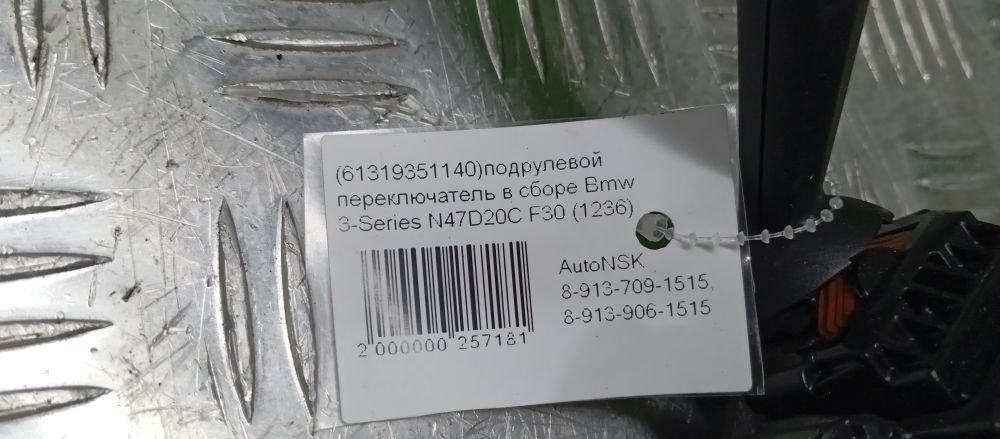 (61319351140)подрулевой
переключатель в сборе Bmw
3-Series N47D20C F30 (1236)
AutoNSK
8-913-709-1515,
8-913-906-1515
2 000000 257181